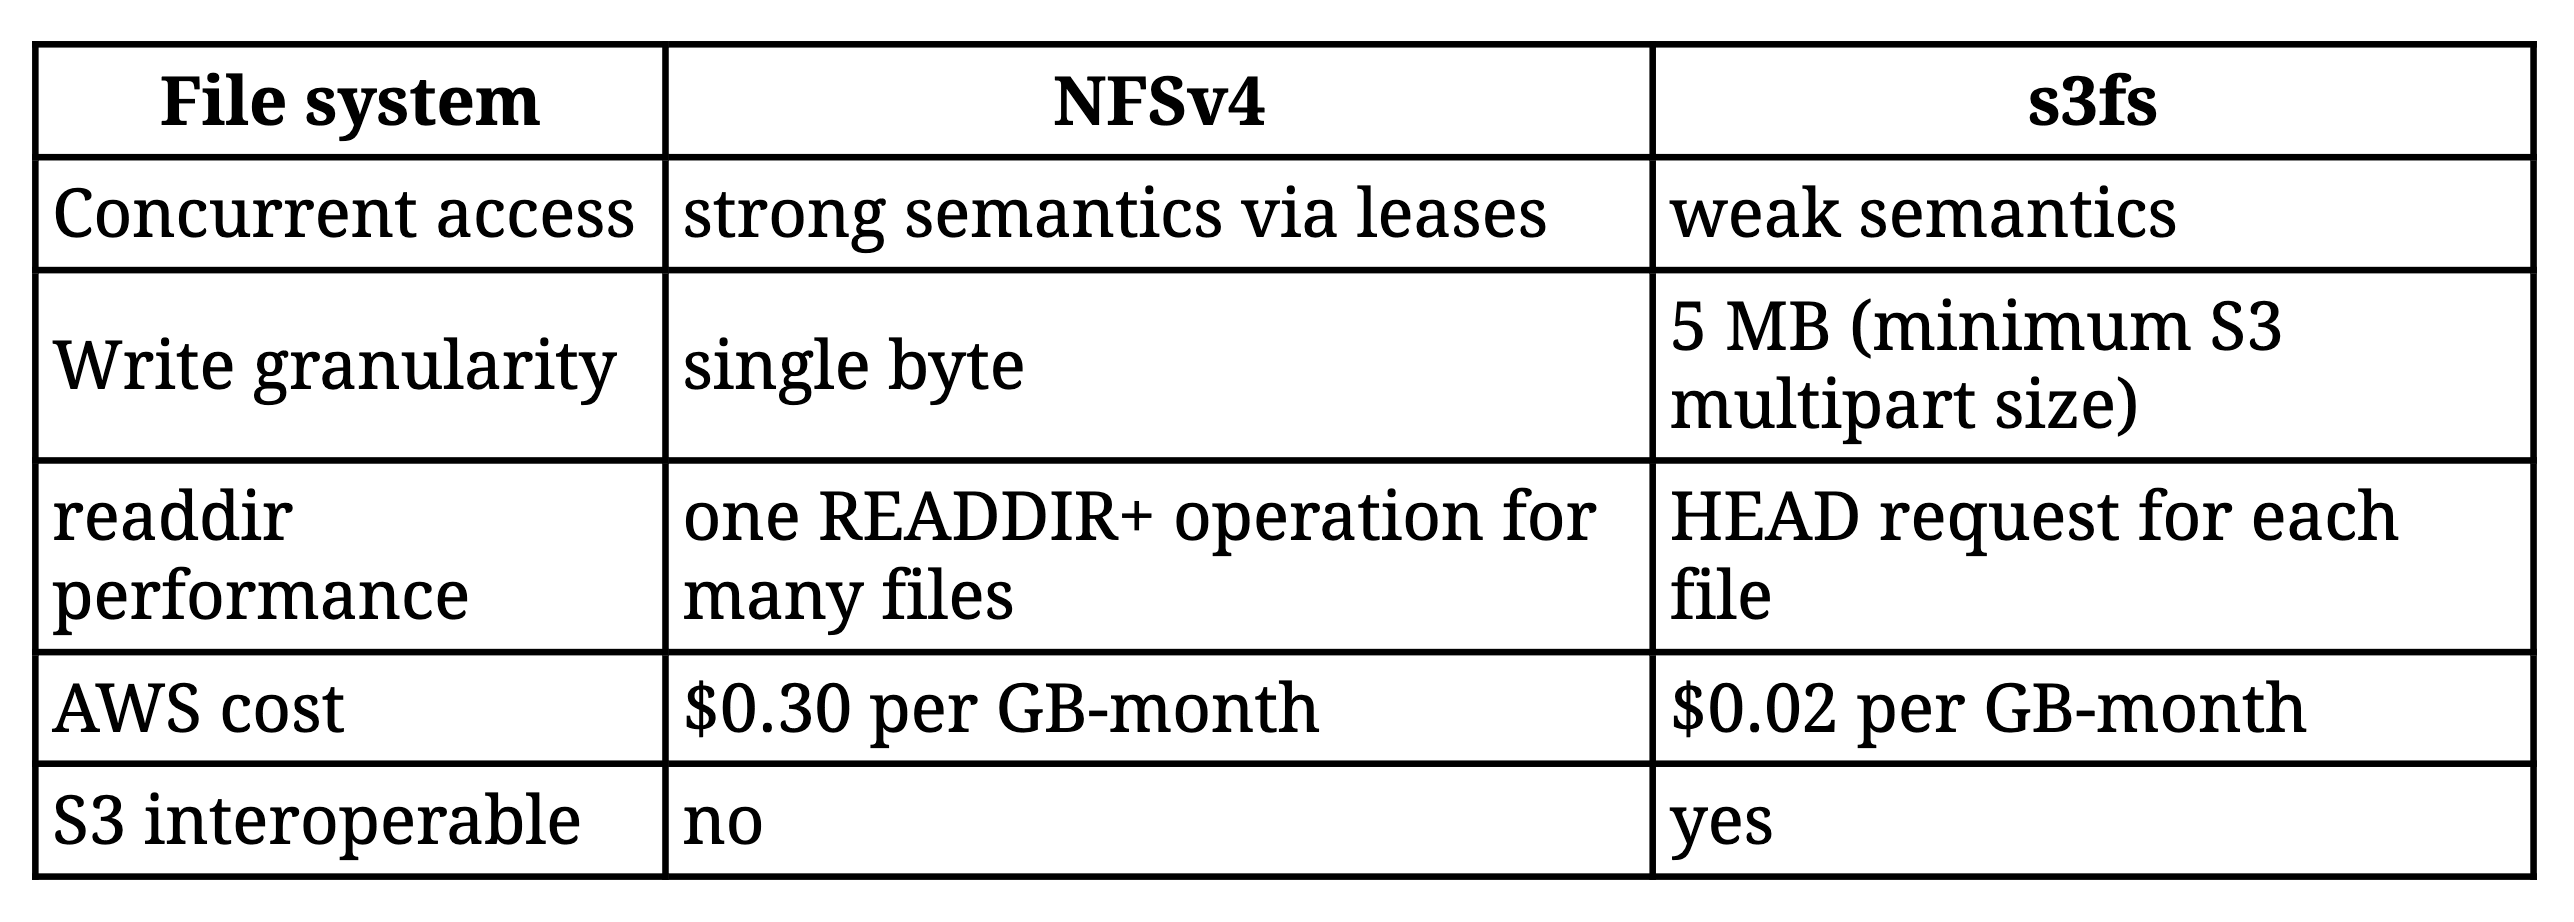 File system NFSv4 s3fs
Concurrent access strong semantics via leases weak semantics
Write granularity single byte 5 MB (minimum S3
multipart size)
readdir one READDIR+ operation for HEAD request for each
performance many files file
AWS cost $0.30 per GB-month $0.02 per GB-month
S3 interoperable no yes